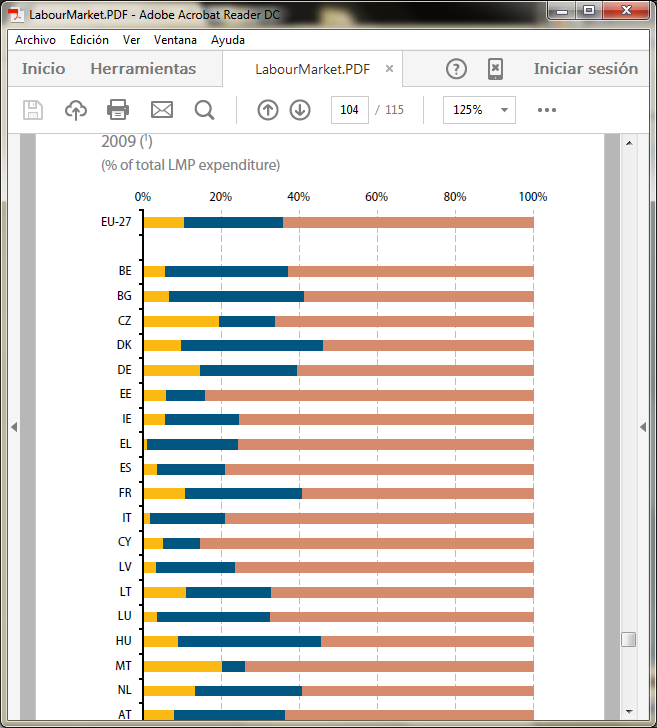 LabourMarket.PDF - Adobe Acrobat Reader DC
Archivo Edición Ver Ventana Ayuda
Inicio Herramientas LabourMarket.PDF × ? Iniciar sesión
104 / 115 125%
2009 (¹)
(% of total LMP expenditure)
0% 20% 40% 60% 80% 100%
EU-27
BE
BG
CZ
DK
DE
EE
IE
EL
ES
FR
IT
CY
LV
LT
LU
HU
MT
NL
AT